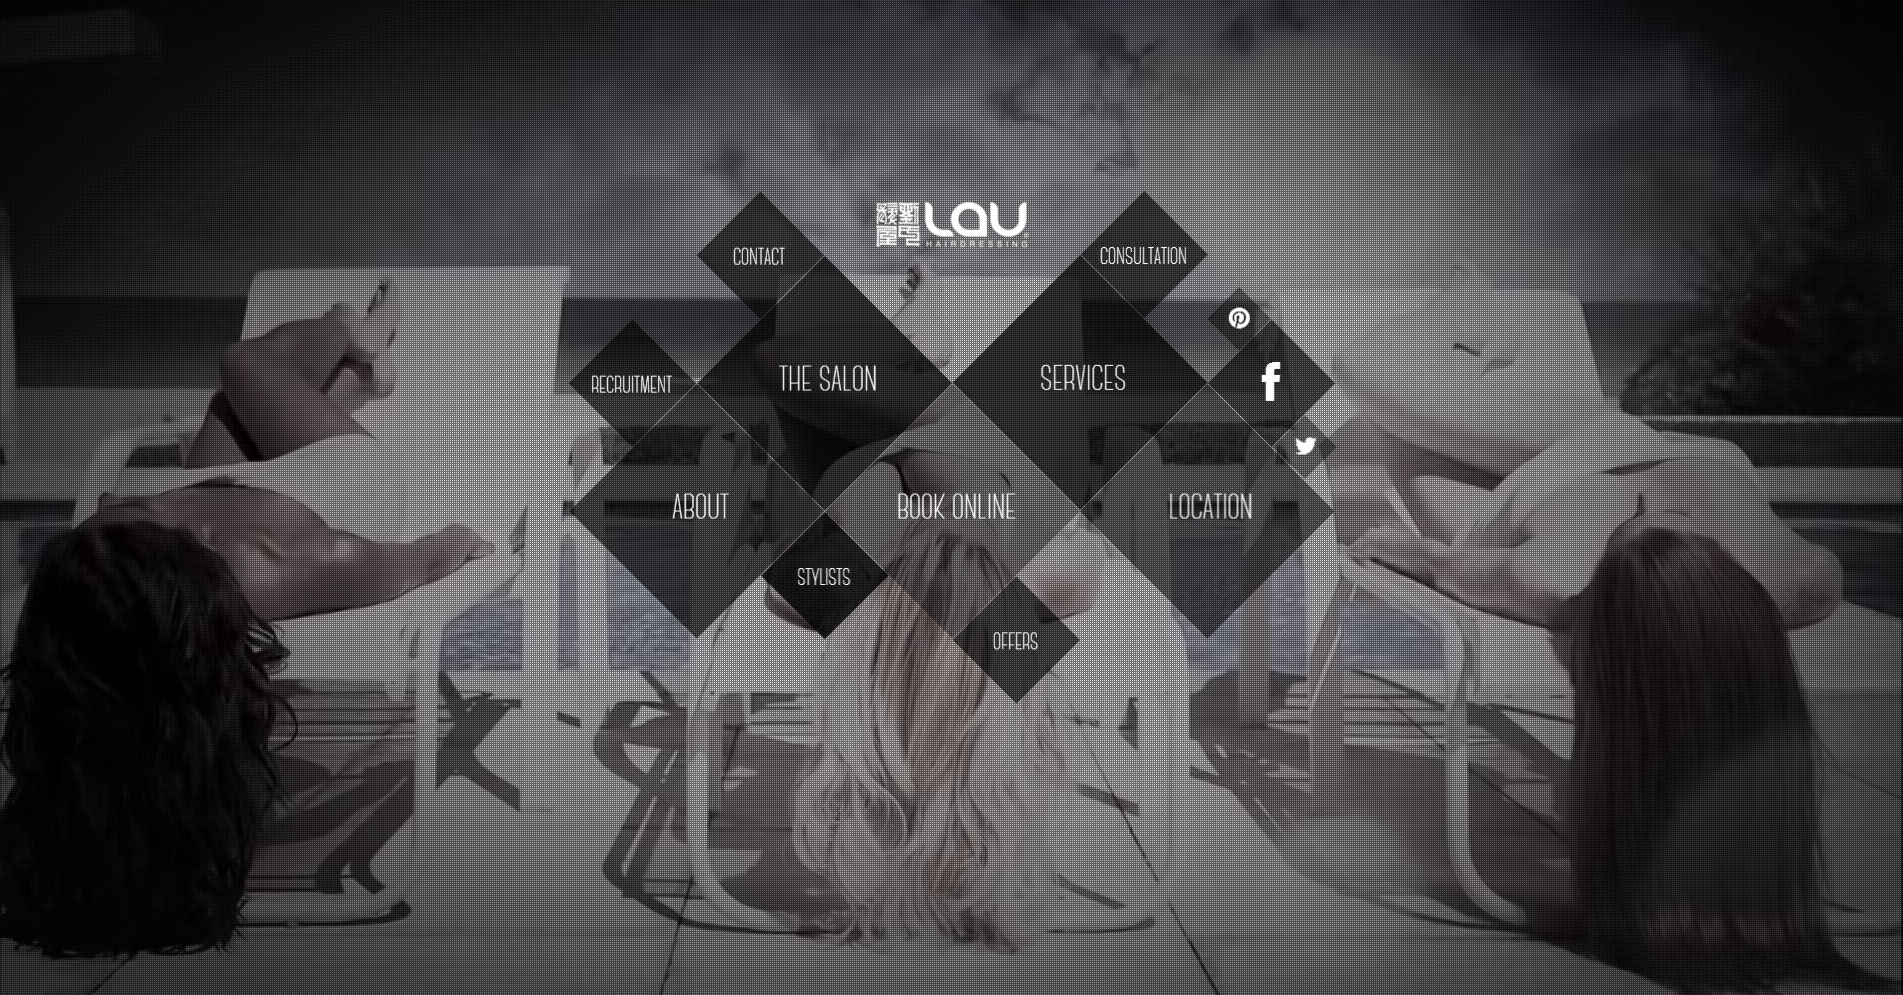 LAU
HAIRDRESSING
CONTACT
CONSULTATION
THE SALON
SERVICES
RECRUITMENT
ABOUT
BOOK ONLINE
LOCATION
STYLISTS
OFFERS